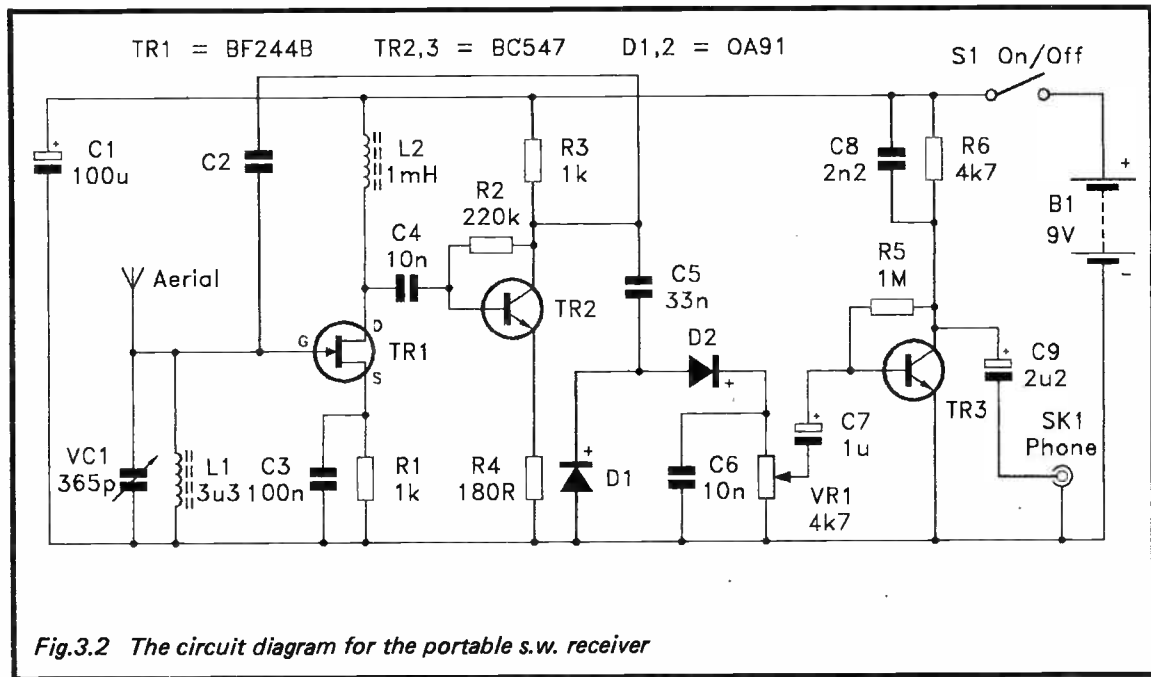 TR1 = BF244B TR2,3 = BC547 D1,2 = OA91
S1 On/Off
C1
100u
+
C2
L2
1mH
R3
1k
R2
220k
C4
10n
C8
2n2
R6
4k7
+
B1
9V
-
Aerial
C5
33n
R5
1M
TR2
D
G
TR1
S
D2
+
+
C9
2u2
TR3
SK1
Phone
VC1
365p
L1
3u3
C3
100n
R1
1k
R4
180R
+
D1
C6
10n
+
C7
1u
VR1
4k7
Fig.3.2 The circuit diagram for the portable s.w. receiver